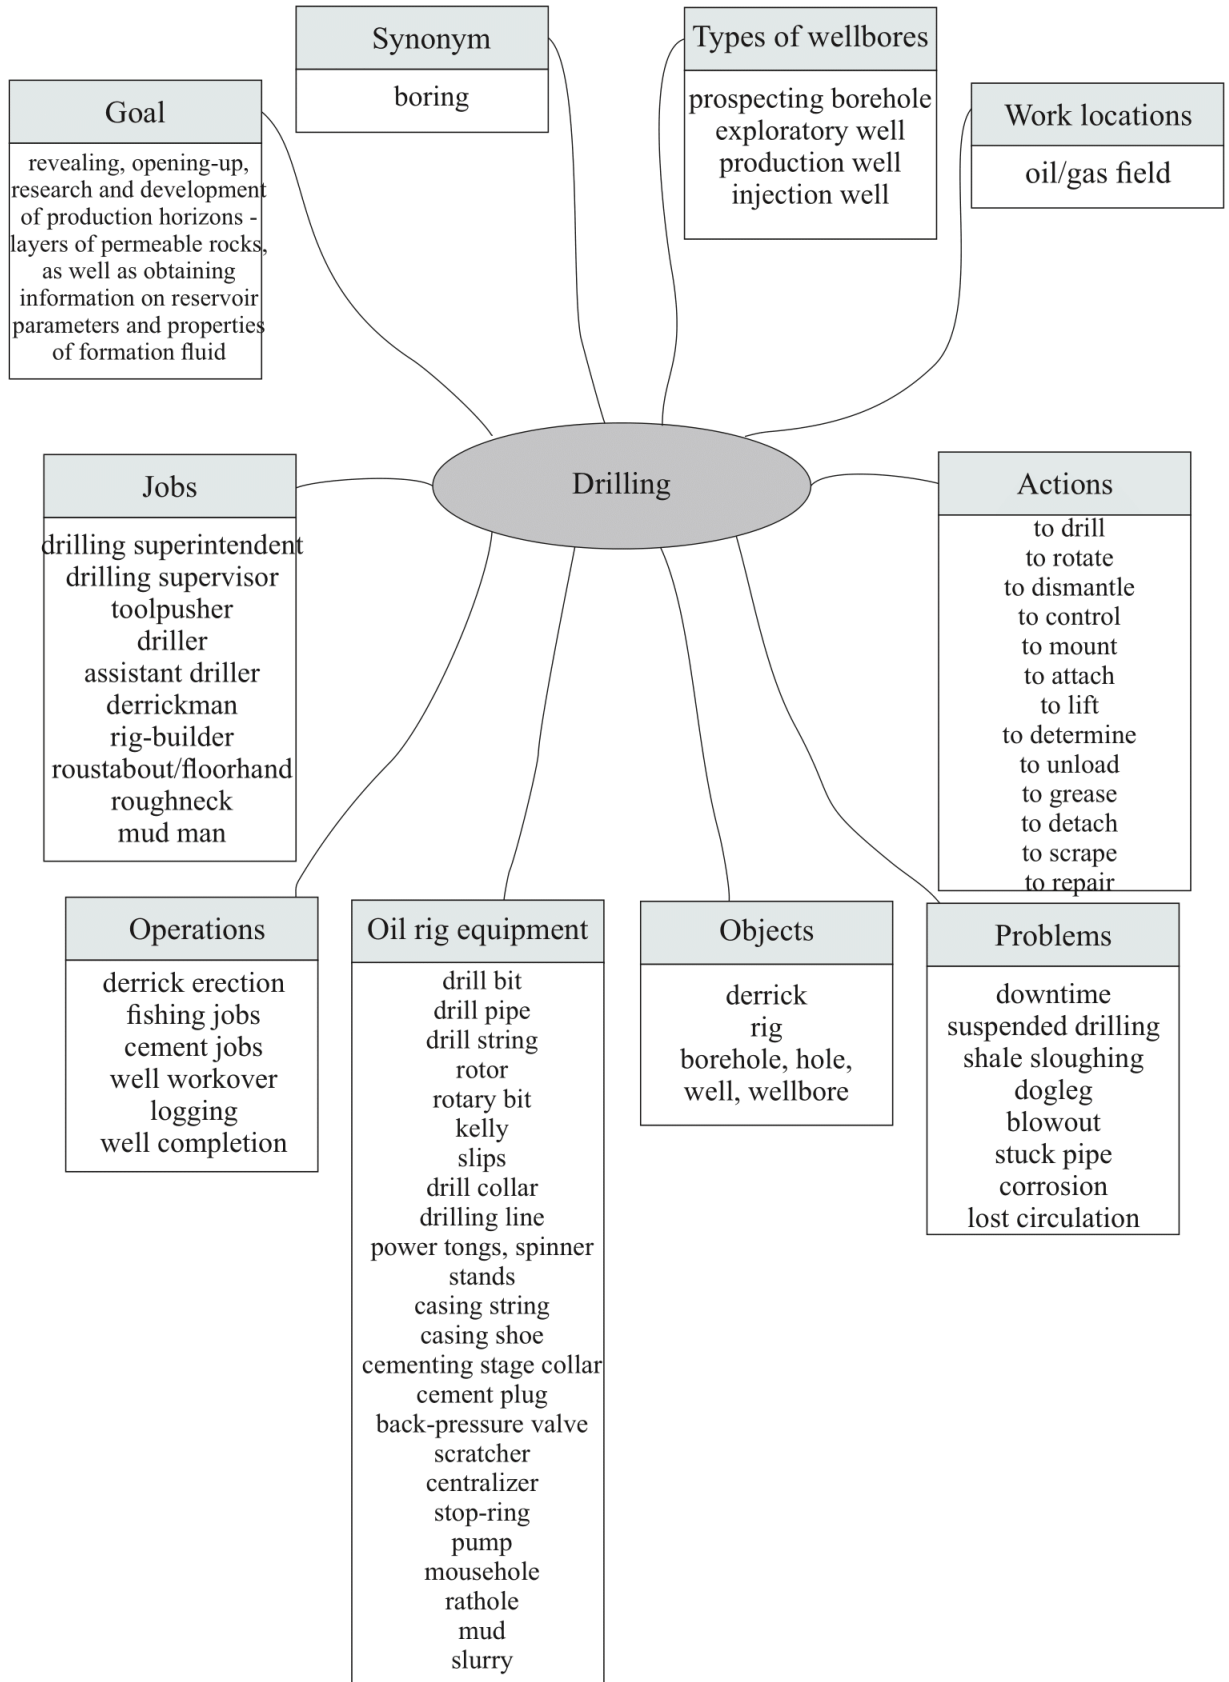 Synonym
boring
Types of wellbores
prospecting borehole
exploratory well
production well
injection well
Goal
revealing, opening-up,
research and development
of production horizons -
layers of permeable rocks,
as well as obtaining
information on reservoir
parameters and properties
of formation fluid
Work locations
oil/gas field
Drilling
Jobs
drilling superintendent
drilling supervisor
toolpusher
driller
assistant driller
derrickman
rig-builder
roustabout/floorhand
roughneck
mud man
Actions
to drill
to rotate
to dismantle
to control
to mount
to attach
to lift
to determine
to unload
to grease
to detach
to scrape
to repair
Operations
derrick erection
fishing jobs
cement jobs
well workover
logging
well completion
Oil rig equipment
drill bit
drill pipe
drill string
rotor
rotary bit
kelly
slips
drill collar
drilling line
power tongs, spinner
stands
casing string
casing shoe
cementing stage collar
cement plug
back-pressure valve
scratcher
centralizer
stop-ring
pump
mousehole
rathole
mud
slurry
Objects
derrick
rig
borehole, hole,
well, wellbore
Problems
downtime
suspended drilling
shale sloughing
dogleg
blowout
stuck pipe
corrosion
lost circulation